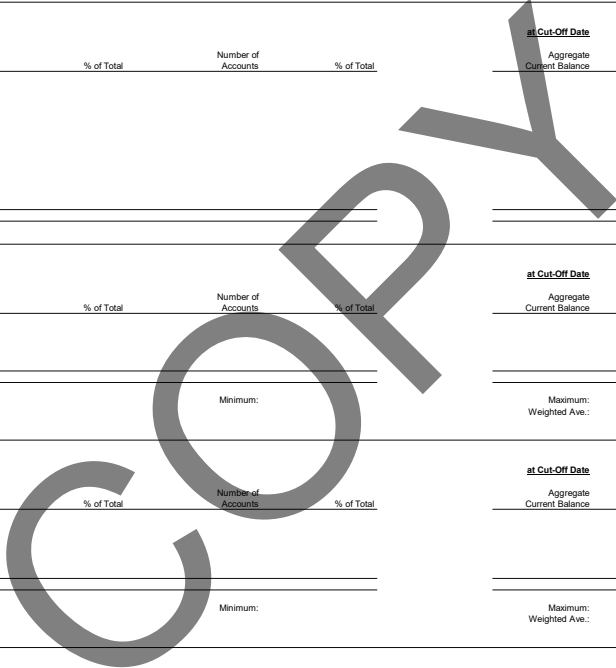 at Cut-Off Date
Number of Aggregate
% of Total Accounts % of Total Current Balance
at Cut-Off Date
Number of Aggregate
% of Total Accounts % of Total Current Balance
Minimum: Maximum:
Weighted Ave.:
at Cut-Off Date
Number of Aggregate
% of Total Accounts % of Total Current Balance
Minimum: Maximum:
Weighted Ave.:
COPY